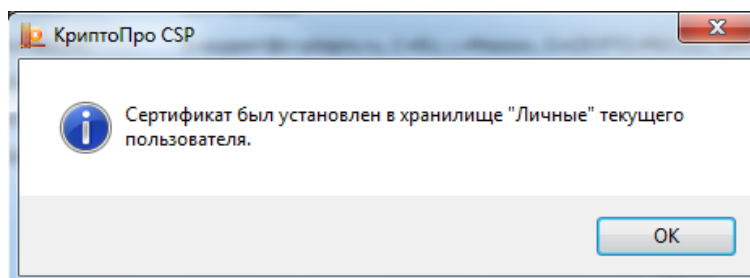 КриптоПро CSP
Сертификат был установлен в хранилище "Личные" текущего
пользователя.
OK